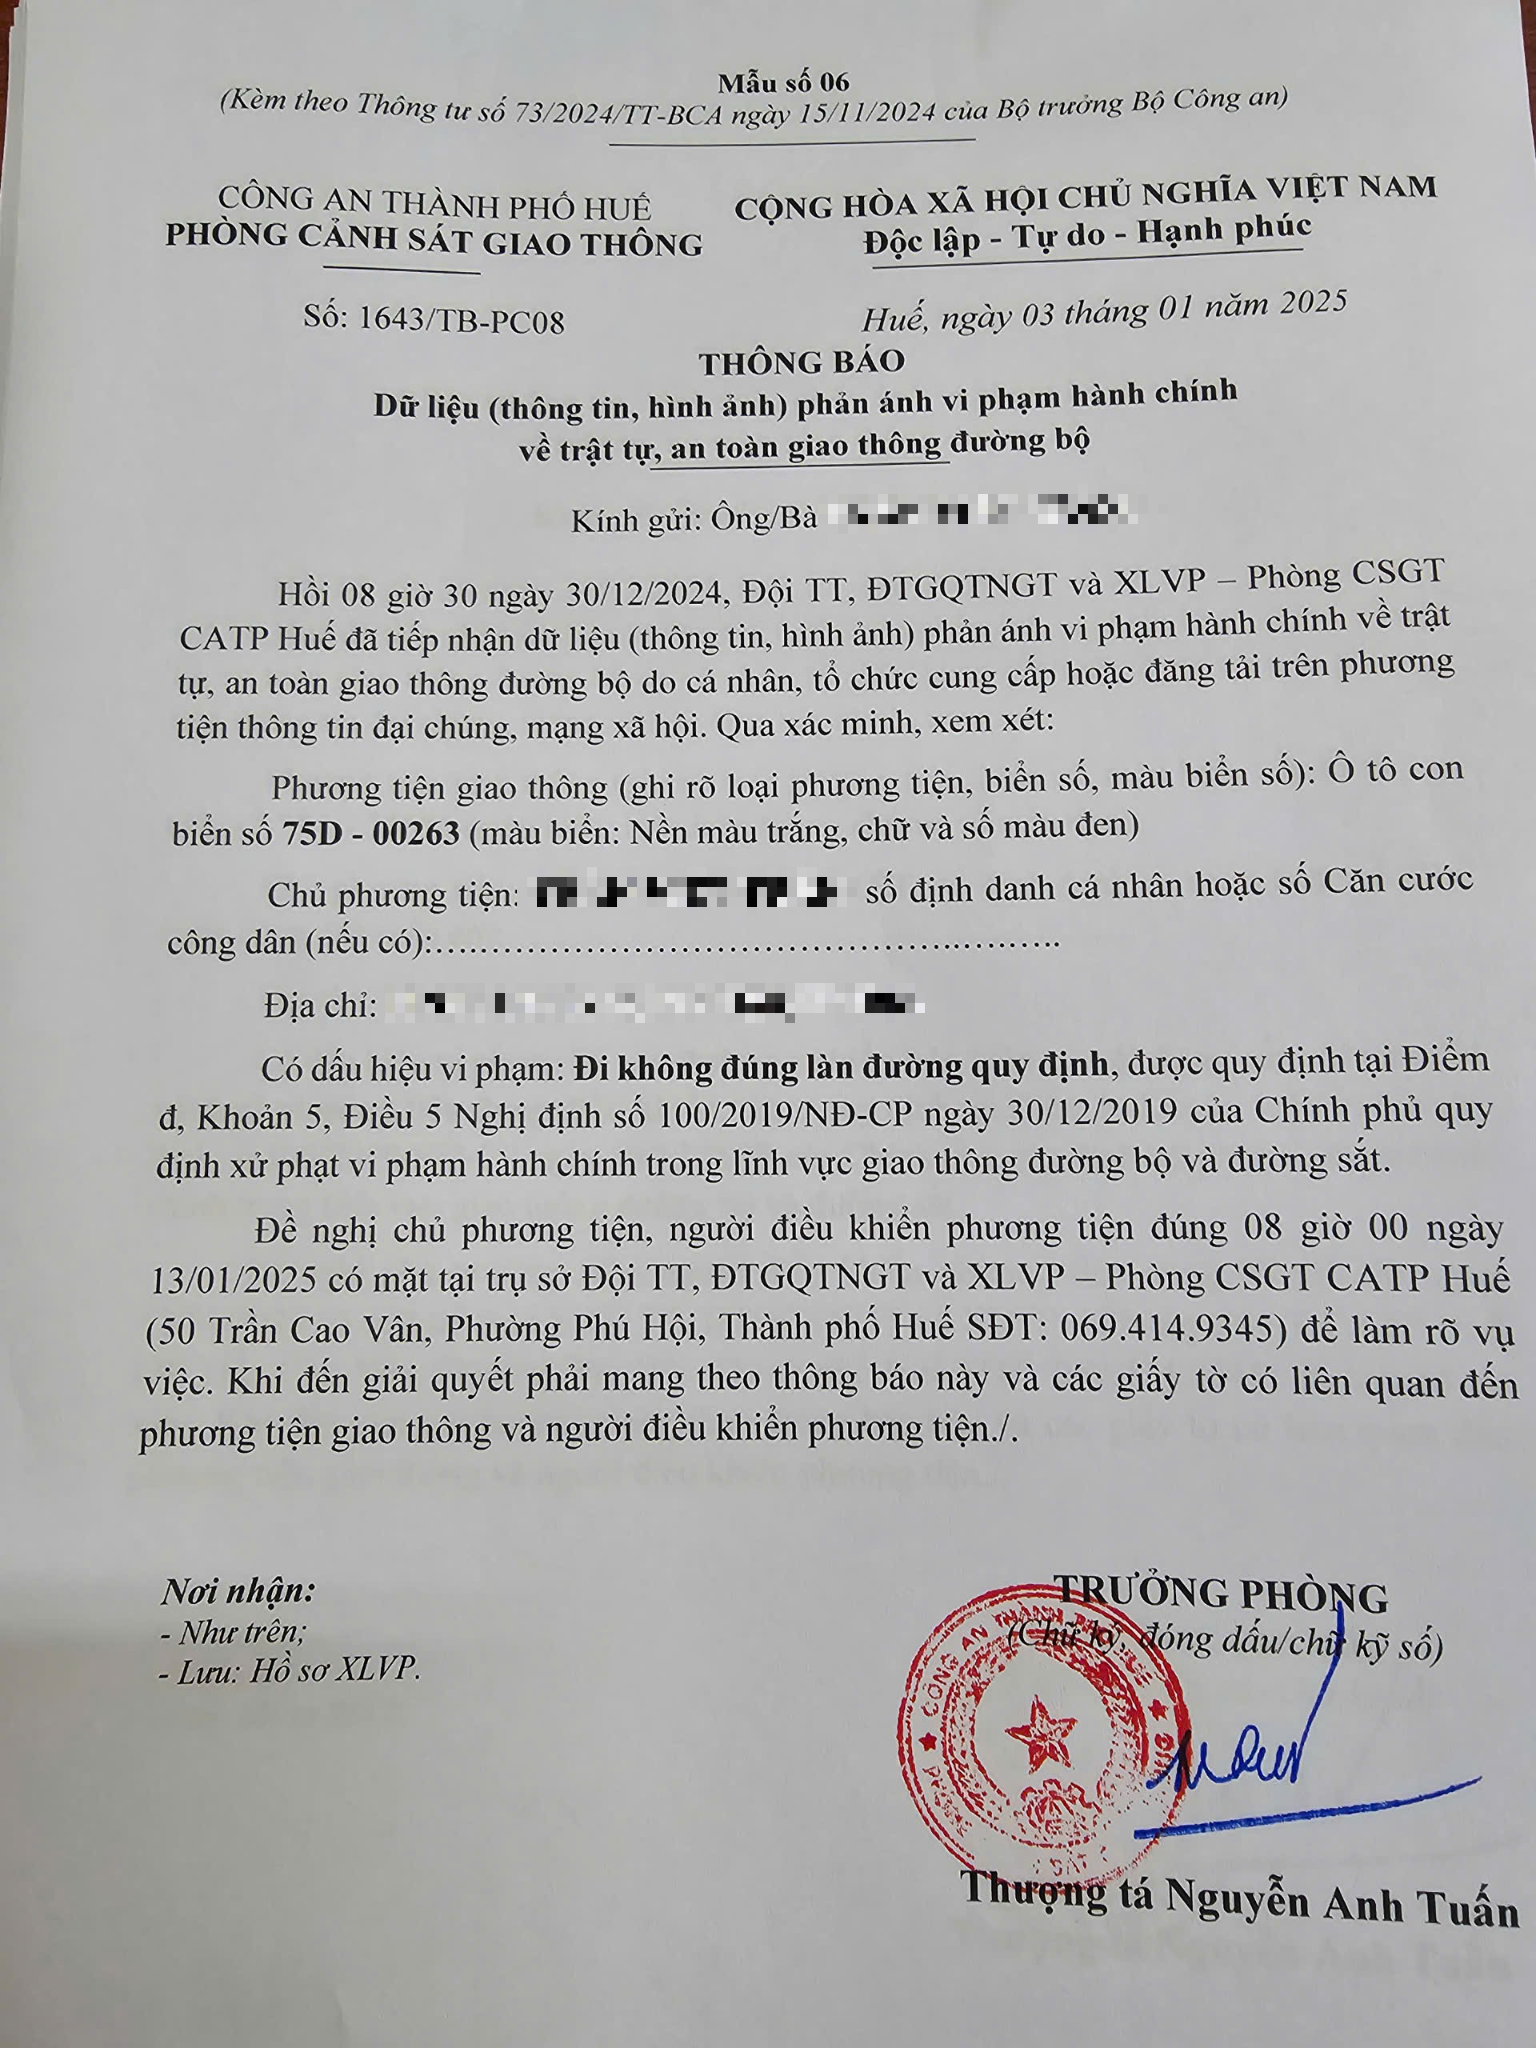 Mẫu số 06
(Kèm theo Thông tư số 73/2024/TT-BCA ngày 15/11/2024 của Bộ trưởng Bộ Công an)
CÔNG AN THÀNH PHỐ HUẾ
PHÒNG CẢNH SÁT GIAO THÔNG
CỘNG HÒA XÃ HỘI CHỦ NGHĨA VIỆT NAM
Độc lập - Tự do - Hạnh phúc
Số: 1643/TB-PC08
Huế, ngày 03 tháng 01 năm 2025
THÔNG BÁO
Dữ liệu (thông tin, hình ảnh) phản ánh vi phạm hành chính
về trật tự, an toàn giao thông đường bộ
Kính gửi: Ông/Bà
Hồi 08 giờ 30 ngày 30/12/2024, Đội TT, ĐTGQTNGT và XLVP – Phòng CSGT
CATP Huế đã tiếp nhận dữ liệu (thông tin, hình ảnh) phản ánh vi phạm hành chính về trật
tự, an toàn giao thông đường bộ do cá nhân, tổ chức cung cấp hoặc đăng tải trên phương
tiện thông tin đại chúng, mạng xã hội. Qua xác minh, xem xét:
Phương tiện giao thông (ghi rõ loại phương tiện, biển số, màu biển số): Ô tô con
biển số 75D - 00263 (màu biển: Nền màu trắng, chữ và số màu đen)
Chủ phương tiện: số định danh cá nhân hoặc số Căn cước
công dân (nếu có):……………………………………………….
Địa chỉ:
Có dấu hiệu vi phạm: Đi không đúng làn đường quy định, được quy định tại Điểm
đ, Khoản 5, Điều 5 Nghị định số 100/2019/NĐ-CP ngày 30/12/2019 của Chính phủ quy
định xử phạt vi phạm hành chính trong lĩnh vực giao thông đường bộ và đường sắt.
Đề nghị chủ phương tiện, người điều khiển phương tiện đúng 08 giờ 00 ngày
13/01/2025 có mặt tại trụ sở Đội TT, ĐTGQTNGT và XLVP – Phòng CSGT CATP Huế
(50 Trần Cao Vân, Phường Phú Hội, Thành phố Huế SĐT: 069.414.9345) để làm rõ vụ
việc. Khi đến giải quyết phải mang theo thông báo này và các giấy tờ có liên quan đến
phương tiện giao thông và người điều khiển phương tiện./.
Nơi nhận:
- Như trên;
- Lưu: Hồ sơ XLVP.
TRƯỞNG PHÒNG
(Chữ ký, đóng dấu/chữ kỹ số)
CÔNG AN THÀNH PHỐ
PHÒNG
Thượng tá Nguyễn Anh Tuấn